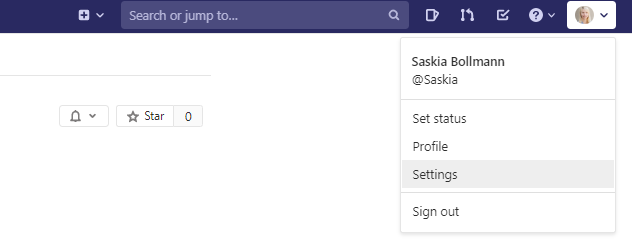 Search or jump to...
Saskia Bollmann
@Saskia
Star 0
Set status
Profile
Settings
Sign out